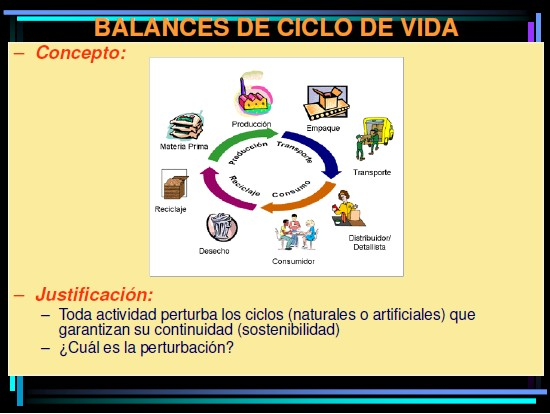 BALANCES DE CICLO DE VIDA
– Concepto:
Producción
Empaque
Materia Prima
Producción Transporte
Transporte
Reciclaje Consumo
Reciclaje
Distribuidor/
Detallista
Desecho
Consumidor
– Justificación:
– Toda actividad perturba los ciclos (naturales o artificiales) que
garantizan su continuidad (sostenibilidad)
– ¿Cuál es la perturbación?